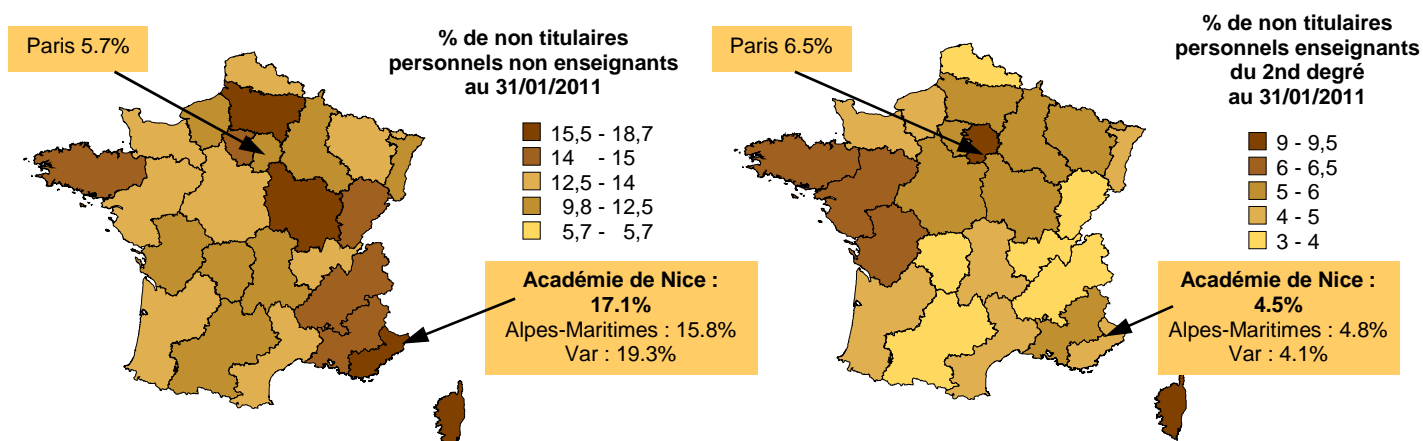 Paris 5.7%
% de non titulaires
personnels non enseignants
au 31/01/2011
15,5 - 18,7
14 - 15
12,5 - 14
9,8 - 12,5
5,7 - 5,7
Académie de Nice :
17.1%
Alpes-Maritimes : 15.8%
Var : 19.3%
Paris 6.5%
% de non titulaires
personnels enseignants
du 2nd degré
au 31/01/2011
9 - 9,5
6 - 6,5
5 - 6
4 - 5
3 - 4
Académie de Nice :
4.5%
Alpes-Maritimes : 4.8%
Var : 4.1%